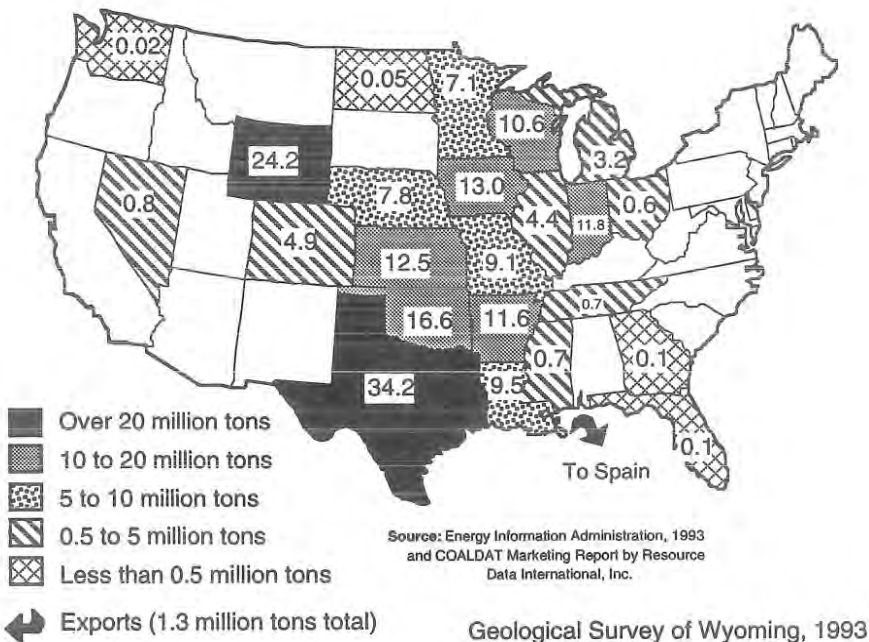 0.02
0.05
7.1
10.6
3.2
24.2
13.0
7.8
0.8
4.4
11.8
0.6
4.9
9.1
12.5
0.7
16.6
11.6
0.7
0.1
34.2
9.5
0.1
To Spain
Over 20 million tons
10 to 20 million tons
5 to 10 million tons
0.5 to 5 million tons
Less than 0.5 million tons
Exports (1.3 million tons total)
Source: Energy Information Administration, 1993
and COALDAT Marketing Report by Resource
Data International, Inc.
Geological Survey of Wyoming, 1993